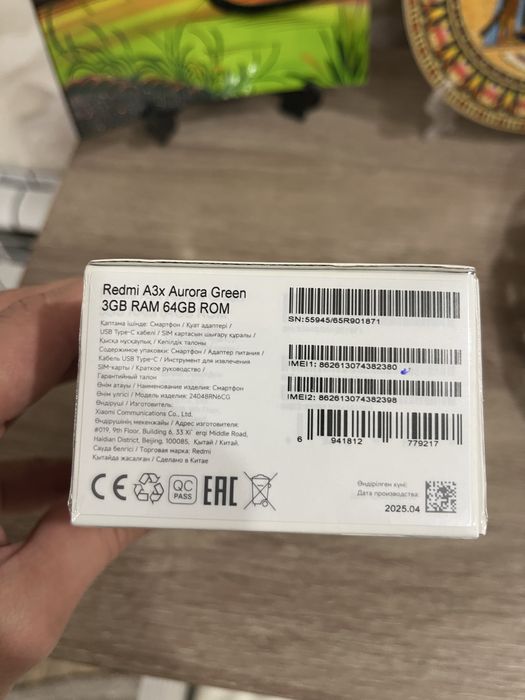 Redmi A3x Aurora Green
3GB RAM 64GB ROM
Қаптама ішінде: Смартфон / Қуат адаптері /
USB Type-C кабелі / SIM картасын шығару құралы /
Қысқа нұсқаулық / Кепілдік талоны
Содержимое упаковки: Смартфон / Адаптер питания /
Кабель USB Type-C / Инструмент для извлечения
SIM-карты / Краткое руководство /
Гарантийный талон
Өнім атауы / Наименование изделия: Смартфон
Өнім үлгісі / Модель изделия: 24048RN6CG
Өндіруші / Изготовитель:
Xiaomi Communications Co., Ltd.
Өндірушінің мекенжайы / Адрес изготовителя:
#019, 9th Floor, Building 6, 33 Xi'erqi Middle Road,
Haidian District, Beijing, 100085, Қытай / Китай.
Сауда белгісі / Торговая марка: Redmi
Қытайда жасалған / Сделано в Китае
SN:55945/65R901871
IMEI1: 862613074382380
IMEI2: 862613074382398
6 941812 779217
CE
QC
PASS
EAC
Өндірілген күні:
Дата производства:
2025.04